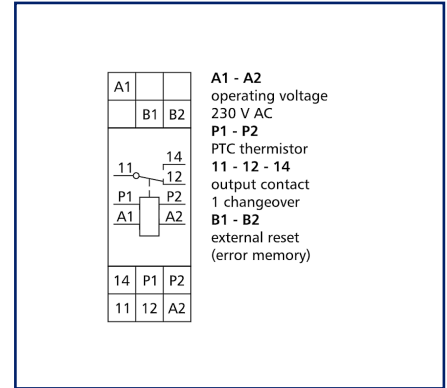 A1
B1 B2
14
11
12
P1 P2
A1 A2
14 P1 P2
11 12 A2
A1 - A2
operating voltage
230 V AC
P1 - P2
PTC thermistor
11 - 12 - 14
output contact
1 changeover
B1 - B2
external reset
(error memory)